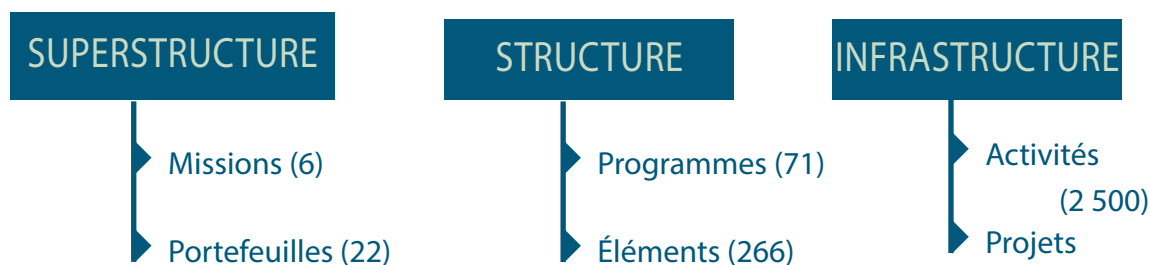 SUPERSTRUCTURE
Missions (6)
Portefeuilles (22)
STRUCTURE
Programmes (71)
Éléments (266)
INFRASTRUCTURE
Activités
(2 500)
Projets